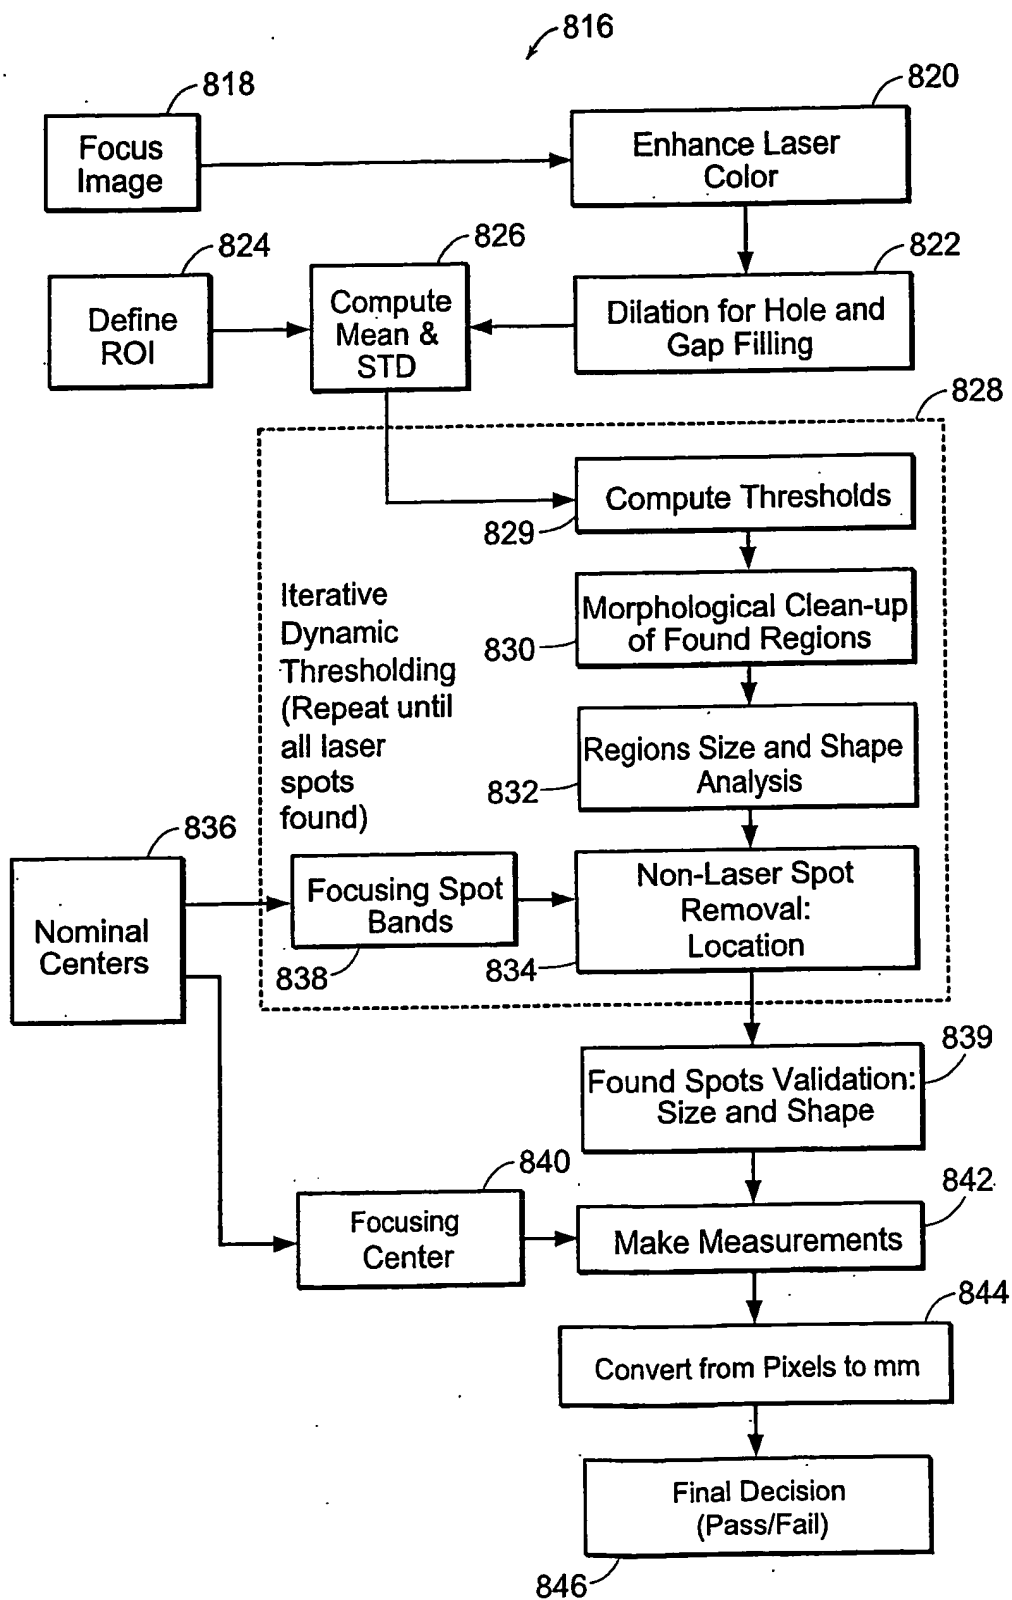 816
818
820
Focus
Image
Enhance Laser
Color
824
826
822
Define
ROI
Compute
Mean &
STD
Dilation for Hole and
Gap Filling
828
Compute Thresholds
829
Iterative
Dynamic
Thresholding
(Repeat until
all laser
spots
found)
Morphological Clean-up
of Found Regions
830
Regions Size and Shape
Analysis
832
836
Nominal
Centers
Focusing Spot
Bands
838
Non-Laser Spot
Removal:
Location
834
839
Found Spots Validation:
Size and Shape
840
842
Focusing
Center
Make Measurements
844
Convert from Pixels to mm
Final Decision
(Pass/Fail)
846